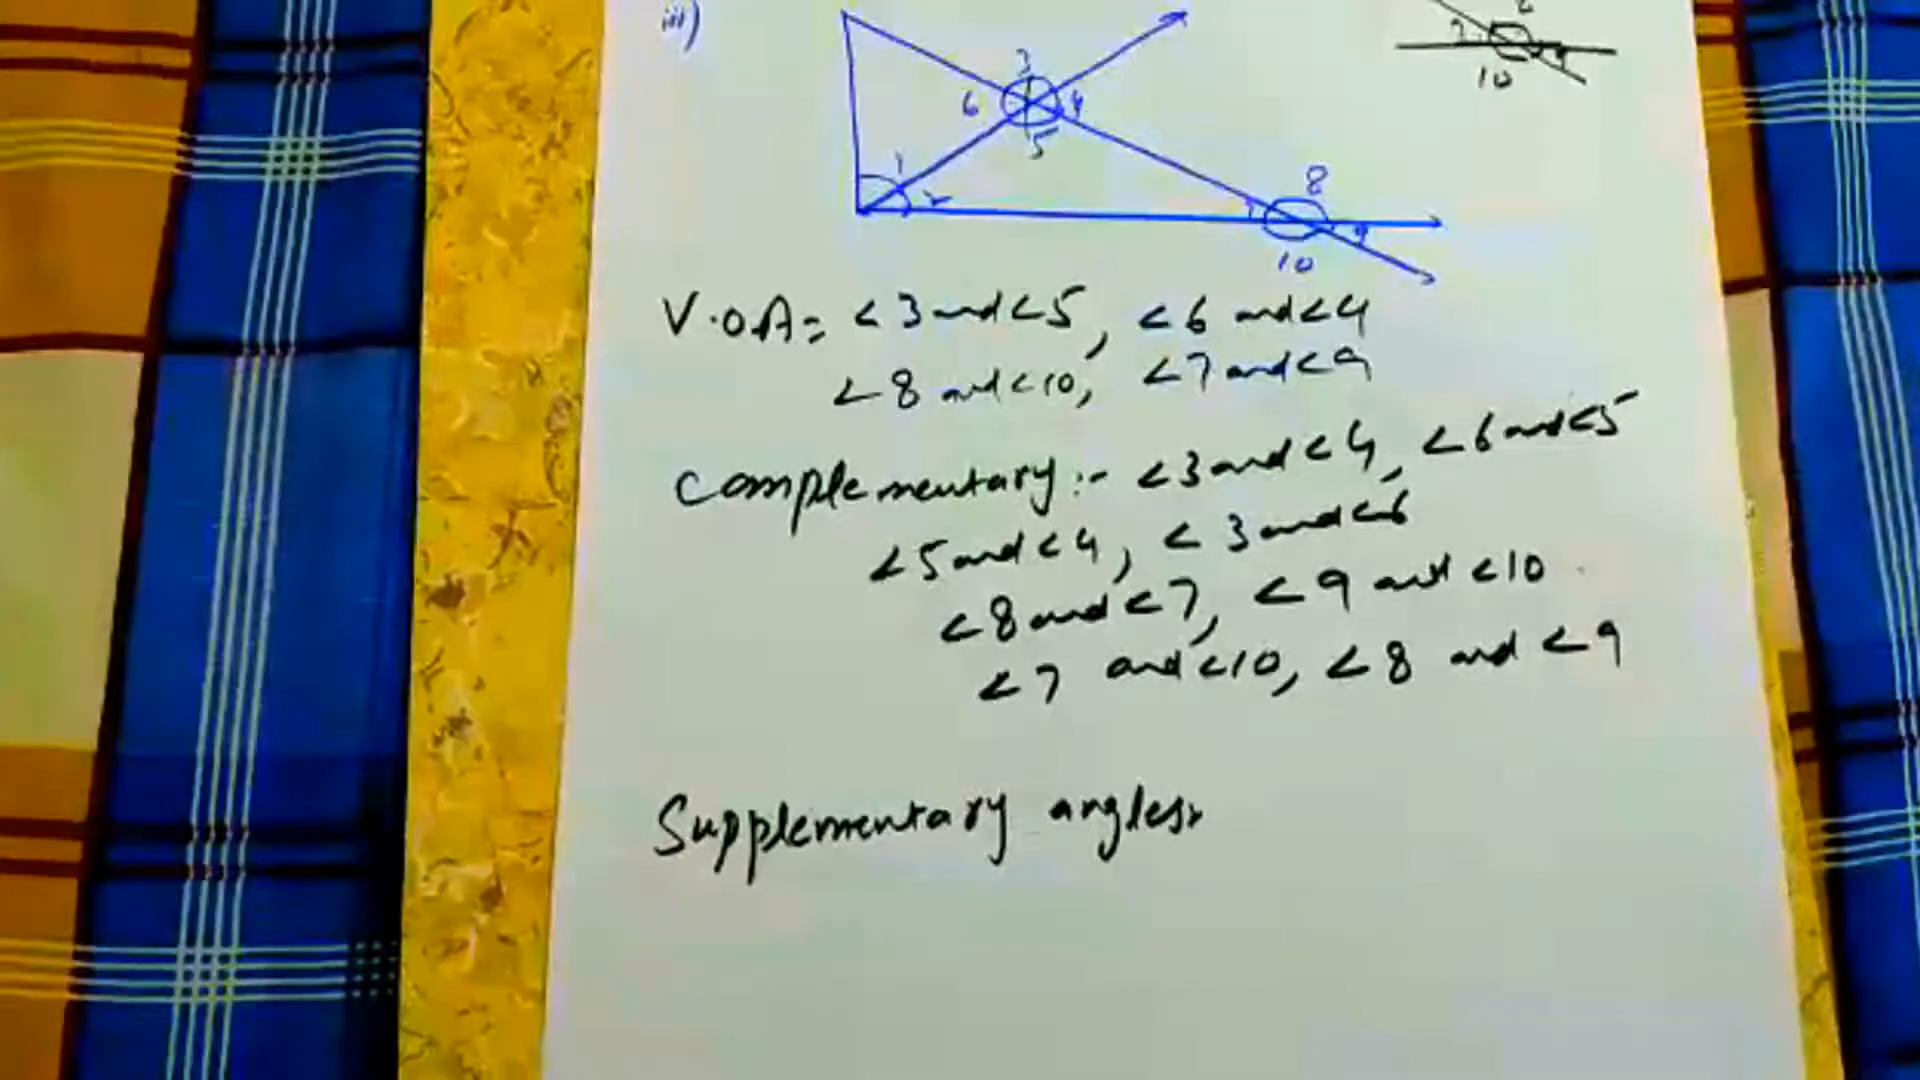 iii)
3
6 4
5
1
2
8
7
9
10
7
10
V.O.A= <3 and <5, <6 and <4
<8 and <10, <7 and <9
Complementary:- <3 and <4, <6 and <5
<5 and <4, <3 and <6
<8 and <7, <9 and <10
<7 and <10, <8 and <9
Supplementary angles